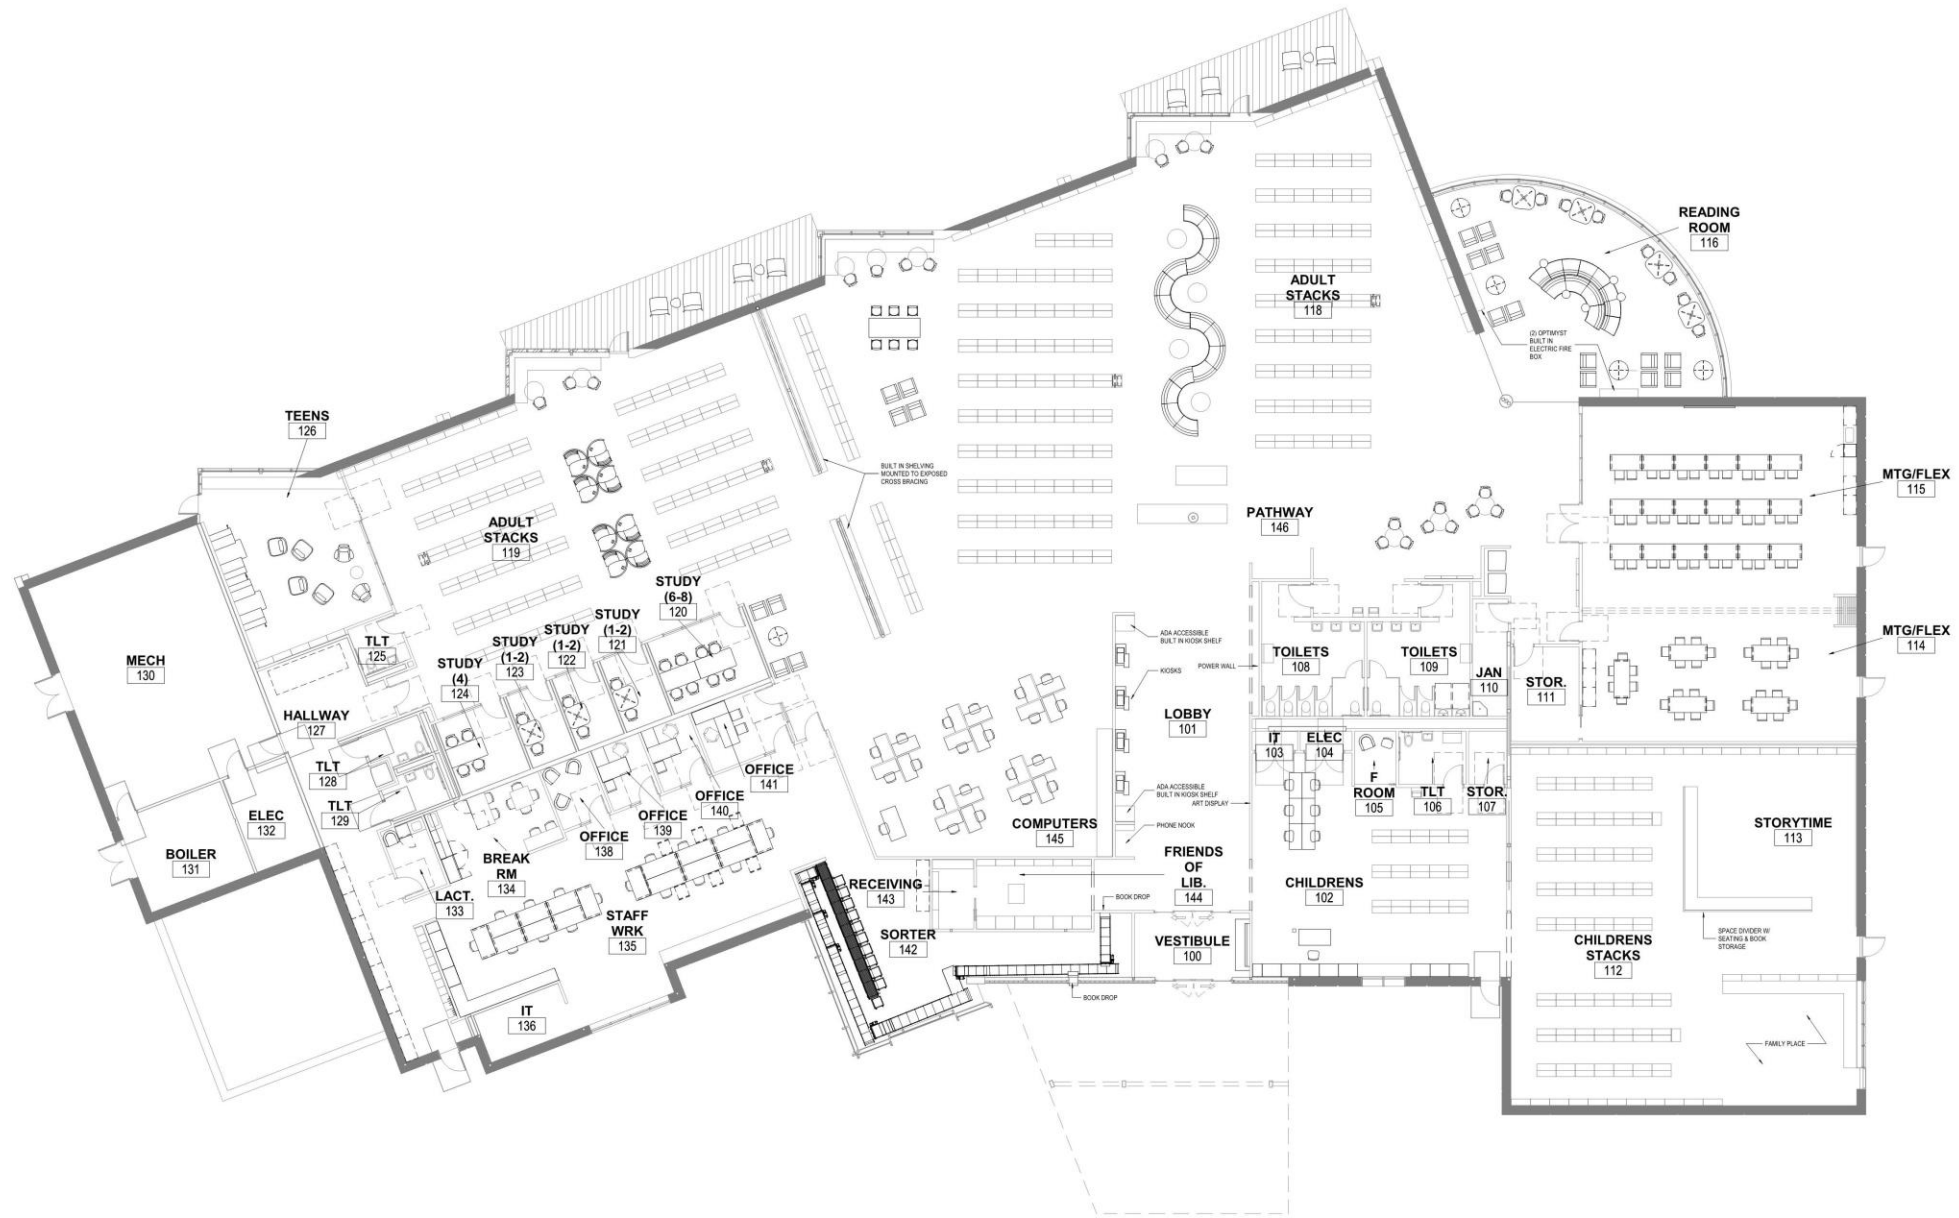 READING
ROOM
116
ADULT
STACKS
118
(2) OPTIMYST
BUILT IN
ELECTRIC FIRE
BOX
TEENS
126
BUILT IN SHELVING
MOUNTED TO EXPOSED
CROSS BRACING
MTG/FLEX
115
ADULT
STACKS
119
PATHWAY
146
STUDY
(6-8)
120
STUDY
(1-2)
121
STUDY
(1-2)
122
STUDY
(1-2)
123
STUDY
(4)
124
TLT
125
MECH
130
ADA ACCESSIBLE
BUILT IN KIOSK SHELF
POWER WALL
KIOSKS
TOILETS
108
TOILETS
109
JAN
110
STOR.
111
MTG/FLEX
114
HALLWAY
127
LOBBY
101
IT
103
ELEC
104
TLT
128
TLT
129
OFFICE
141
OFFICE
140
OFFICE
139
OFFICE
138
F
ROOM
105
TLT
106
STOR.
107
ADA ACCESSIBLE
BUILT IN KIOSK SHELF
ART DISPLAY
COMPUTERS
145
PHONE NOOK
ELEC
132
BOILER
131
BREAK
RM
134
LACT.
133
STORYTIME
113
FRIENDS
OF
LIB.
144
RECEIVING
143
CHILDRENS
102
BOOK DROP
STAFF
WRK
135
SORTER
142
VESTIBULE
100
SPACE DIVIDER W/
SEATING & BOOK
STORAGE
CHILDRENS
STACKS
112
BOOK DROP
IT
136
FAMILY PLACE